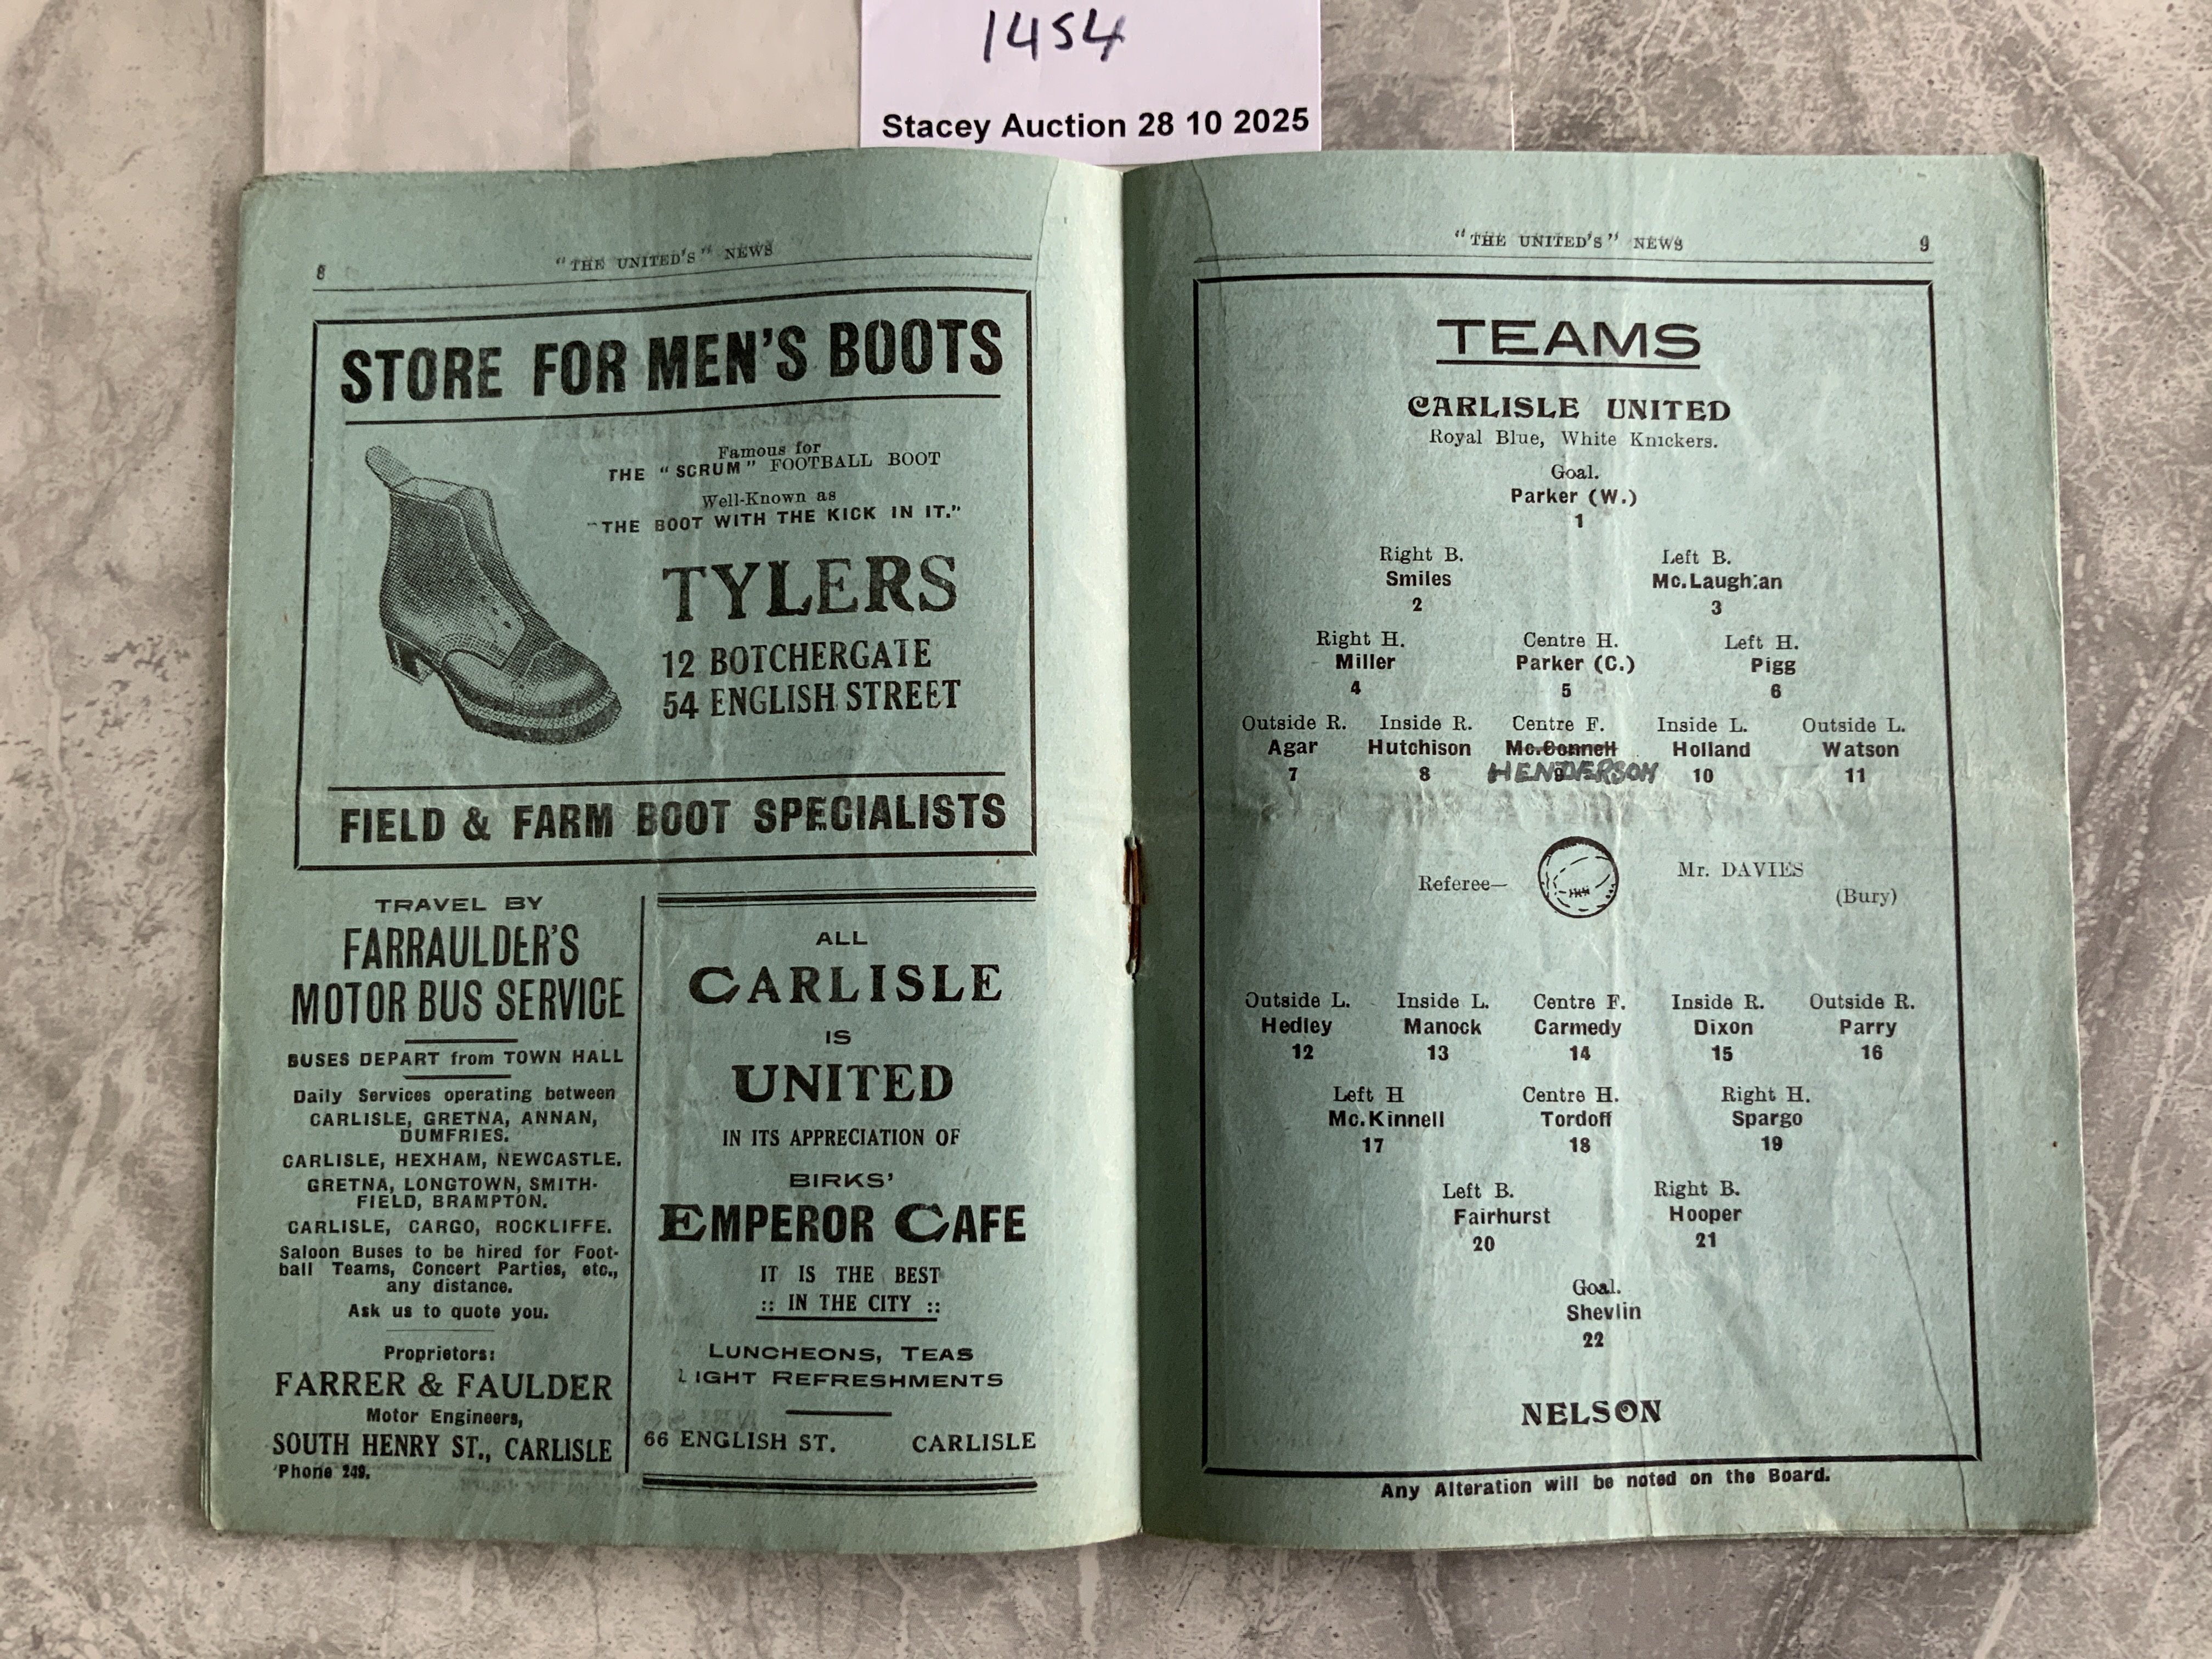 1454
Stacey Auction 28 10 2025
8
"THE UNITED'S" NEWS
STORE FOR MEN'S BOOTS
Famous for
THE "SCRUM" FOOTBALL BOOT
Well-Known as
"THE BOOT WITH THE KICK IN IT."
TYLERS
12 BOTCHERGATE
54 ENGLISH STREET
FIELD & FARM BOOT SPECIALISTS
TRAVEL BY
FARRAULDER'S
MOTOR BUS SERVICE
BUSES DEPART from TOWN HALL
Daily Services operating between
CARLISLE, GRETNA, ANNAN,
DUMFRIES.
CARLISLE, HEXHAM, NEWCASTLE.
GRETNA, LONGTOWN, SMITH-
FIELD, BRAMPTON.
CARLISLE, CARGO, ROCKLIFFE.
Saloon Buses to be hired for Foot-
ball Teams, Concert Parties, etc.,
any distance.
Ask us to quote you.
Proprietors:
FARRER & FAULDER
Motor Engineers,
SOUTH HENRY ST., CARLISLE
'Phone 249.
ALL
CARLISLE
IS
UNITED
IN ITS APPRECIATION OF
BIRKS'
EMPEROR CAFE
IT IS THE BEST
:: IN THE CITY ::
LUNCHEONS, TEAS
LIGHT REFRESHMENTS
66 ENGLISH ST. CARLISLE
"THE UNITED'S" NEWS 9
TEAMS
CARLISLE UNITED
Royal Blue, White Knickers.
Goal.
Parker (W.)
1
Right B. Left B.
Smiles Mc.Laughlan
2 3
Right H. Centre H. Left H.
Miller Parker (C.) Pigg
4 5 6
Outside R. Inside R. Centre F. Inside L. Outside L.
Agar Hutchison Mc.Connell Holland Watson
7 8 9 HENDERSON 10 11
Referee— Mr. DAVIES
(Bury)
Outside L. Inside L. Centre F. Inside R. Outside R.
Hedley Manock Carmedy Dixon Parry
12 13 14 15 16
Left H Centre H. Right H.
Mc.Kinnell Tordoff Spargo
17 18 19
Left B. Right B.
Fairhurst Hooper
20 21
Goal.
Shevlin
22
NELSON
Any Alteration will be noted on the Board.